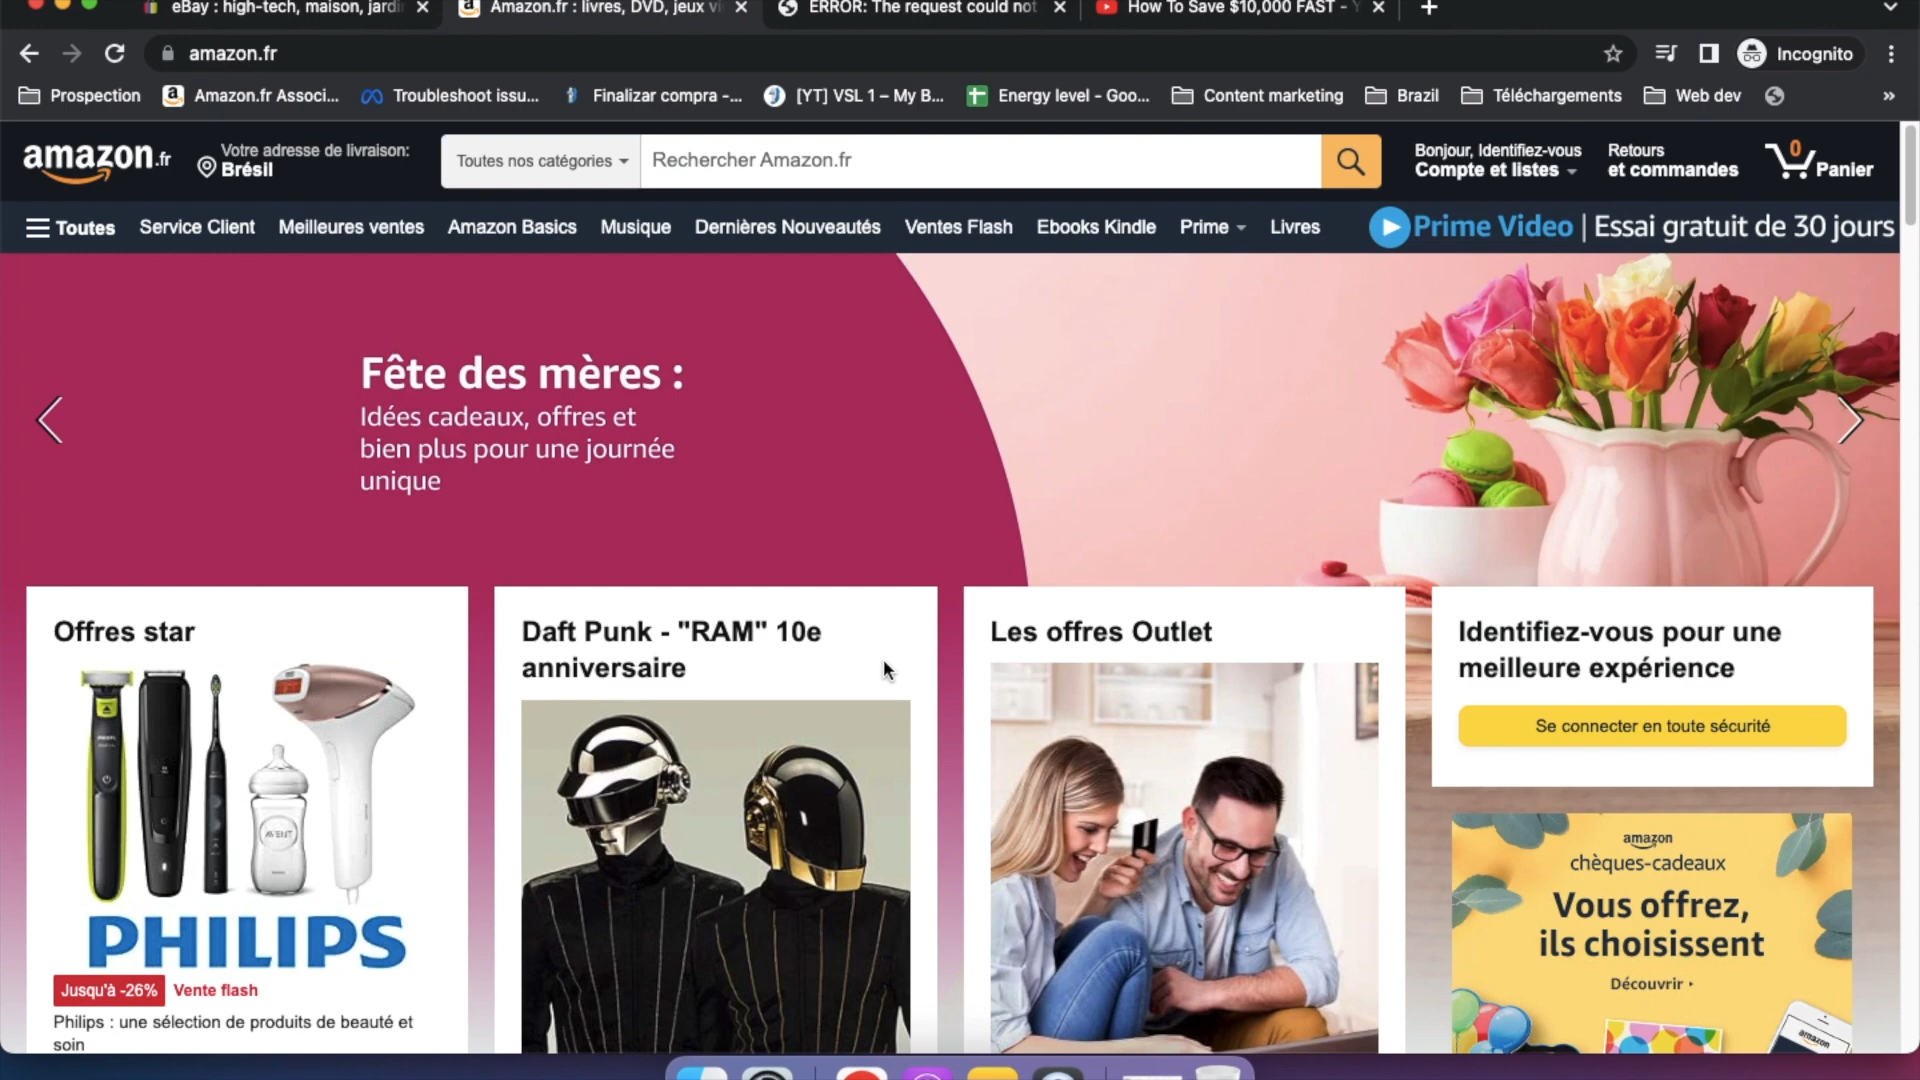 eBay : high-tech, maison, jardi
Amazon.fr : livres, DVD, jeux vi
ERROR: The request could not
How To Save $10,000 FAST - Y
amazon.fr
Incognito
Prospection
Amazon.fr Associ...
Troubleshoot issu...
Finalizar compra -...
[YT] VSL 1 – My B...
Energy level - Goo...
Content marketing
Brazil
Téléchargements
Web dev
»
amazon.fr
Votre adresse de livraison:
Brésil
Toutes nos catégories
Rechercher Amazon.fr
Bonjour, Identifiez-vous
Compte et listes
Retours
et commandes
0
Panier
Toutes
Service Client
Meilleures ventes
Amazon Basics
Musique
Dernières Nouveautés
Ventes Flash
Ebooks Kindle
Prime
Livres
Prime Video | Essai gratuit de 30 jours
Fête des mères :
Idées cadeaux, offres et
bien plus pour une journée
unique
Offres star
AVENT
PHILIPS
Jusqu'à -26% Vente flash
Philips : une sélection de produits de beauté et
soin
Daft Punk - "RAM" 10e
anniversaire
Les offres Outlet
Identifiez-vous pour une
meilleure expérience
Se connecter en toute sécurité
amazon
chèques-cadeaux
Vous offrez,
ils choisissent
Découvrir
amazon